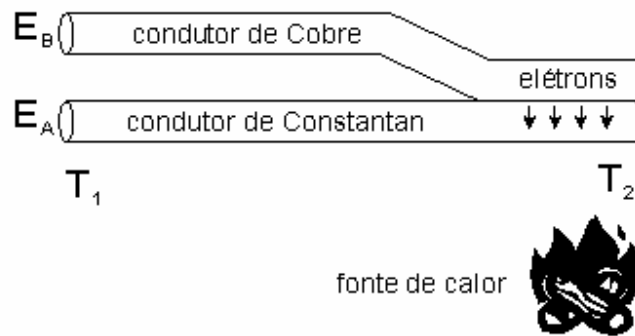 E_B condutor de Cobre
elétrons
E_A condutor de Constantan
T_1 T_2
fonte de calor